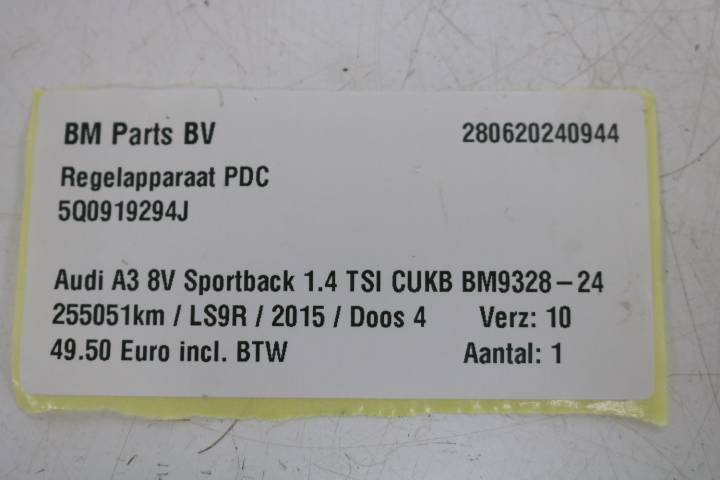 BM Parts BV 280620240944
Regelapparaat PDC
5Q0919294J
Audi A3 8V Sportback 1.4 TSI CUKB BM9328-24
255051km / LS9R / 2015 / Doos 4 Verz: 10
49.50 Euro incl. BTW Aantal: 1